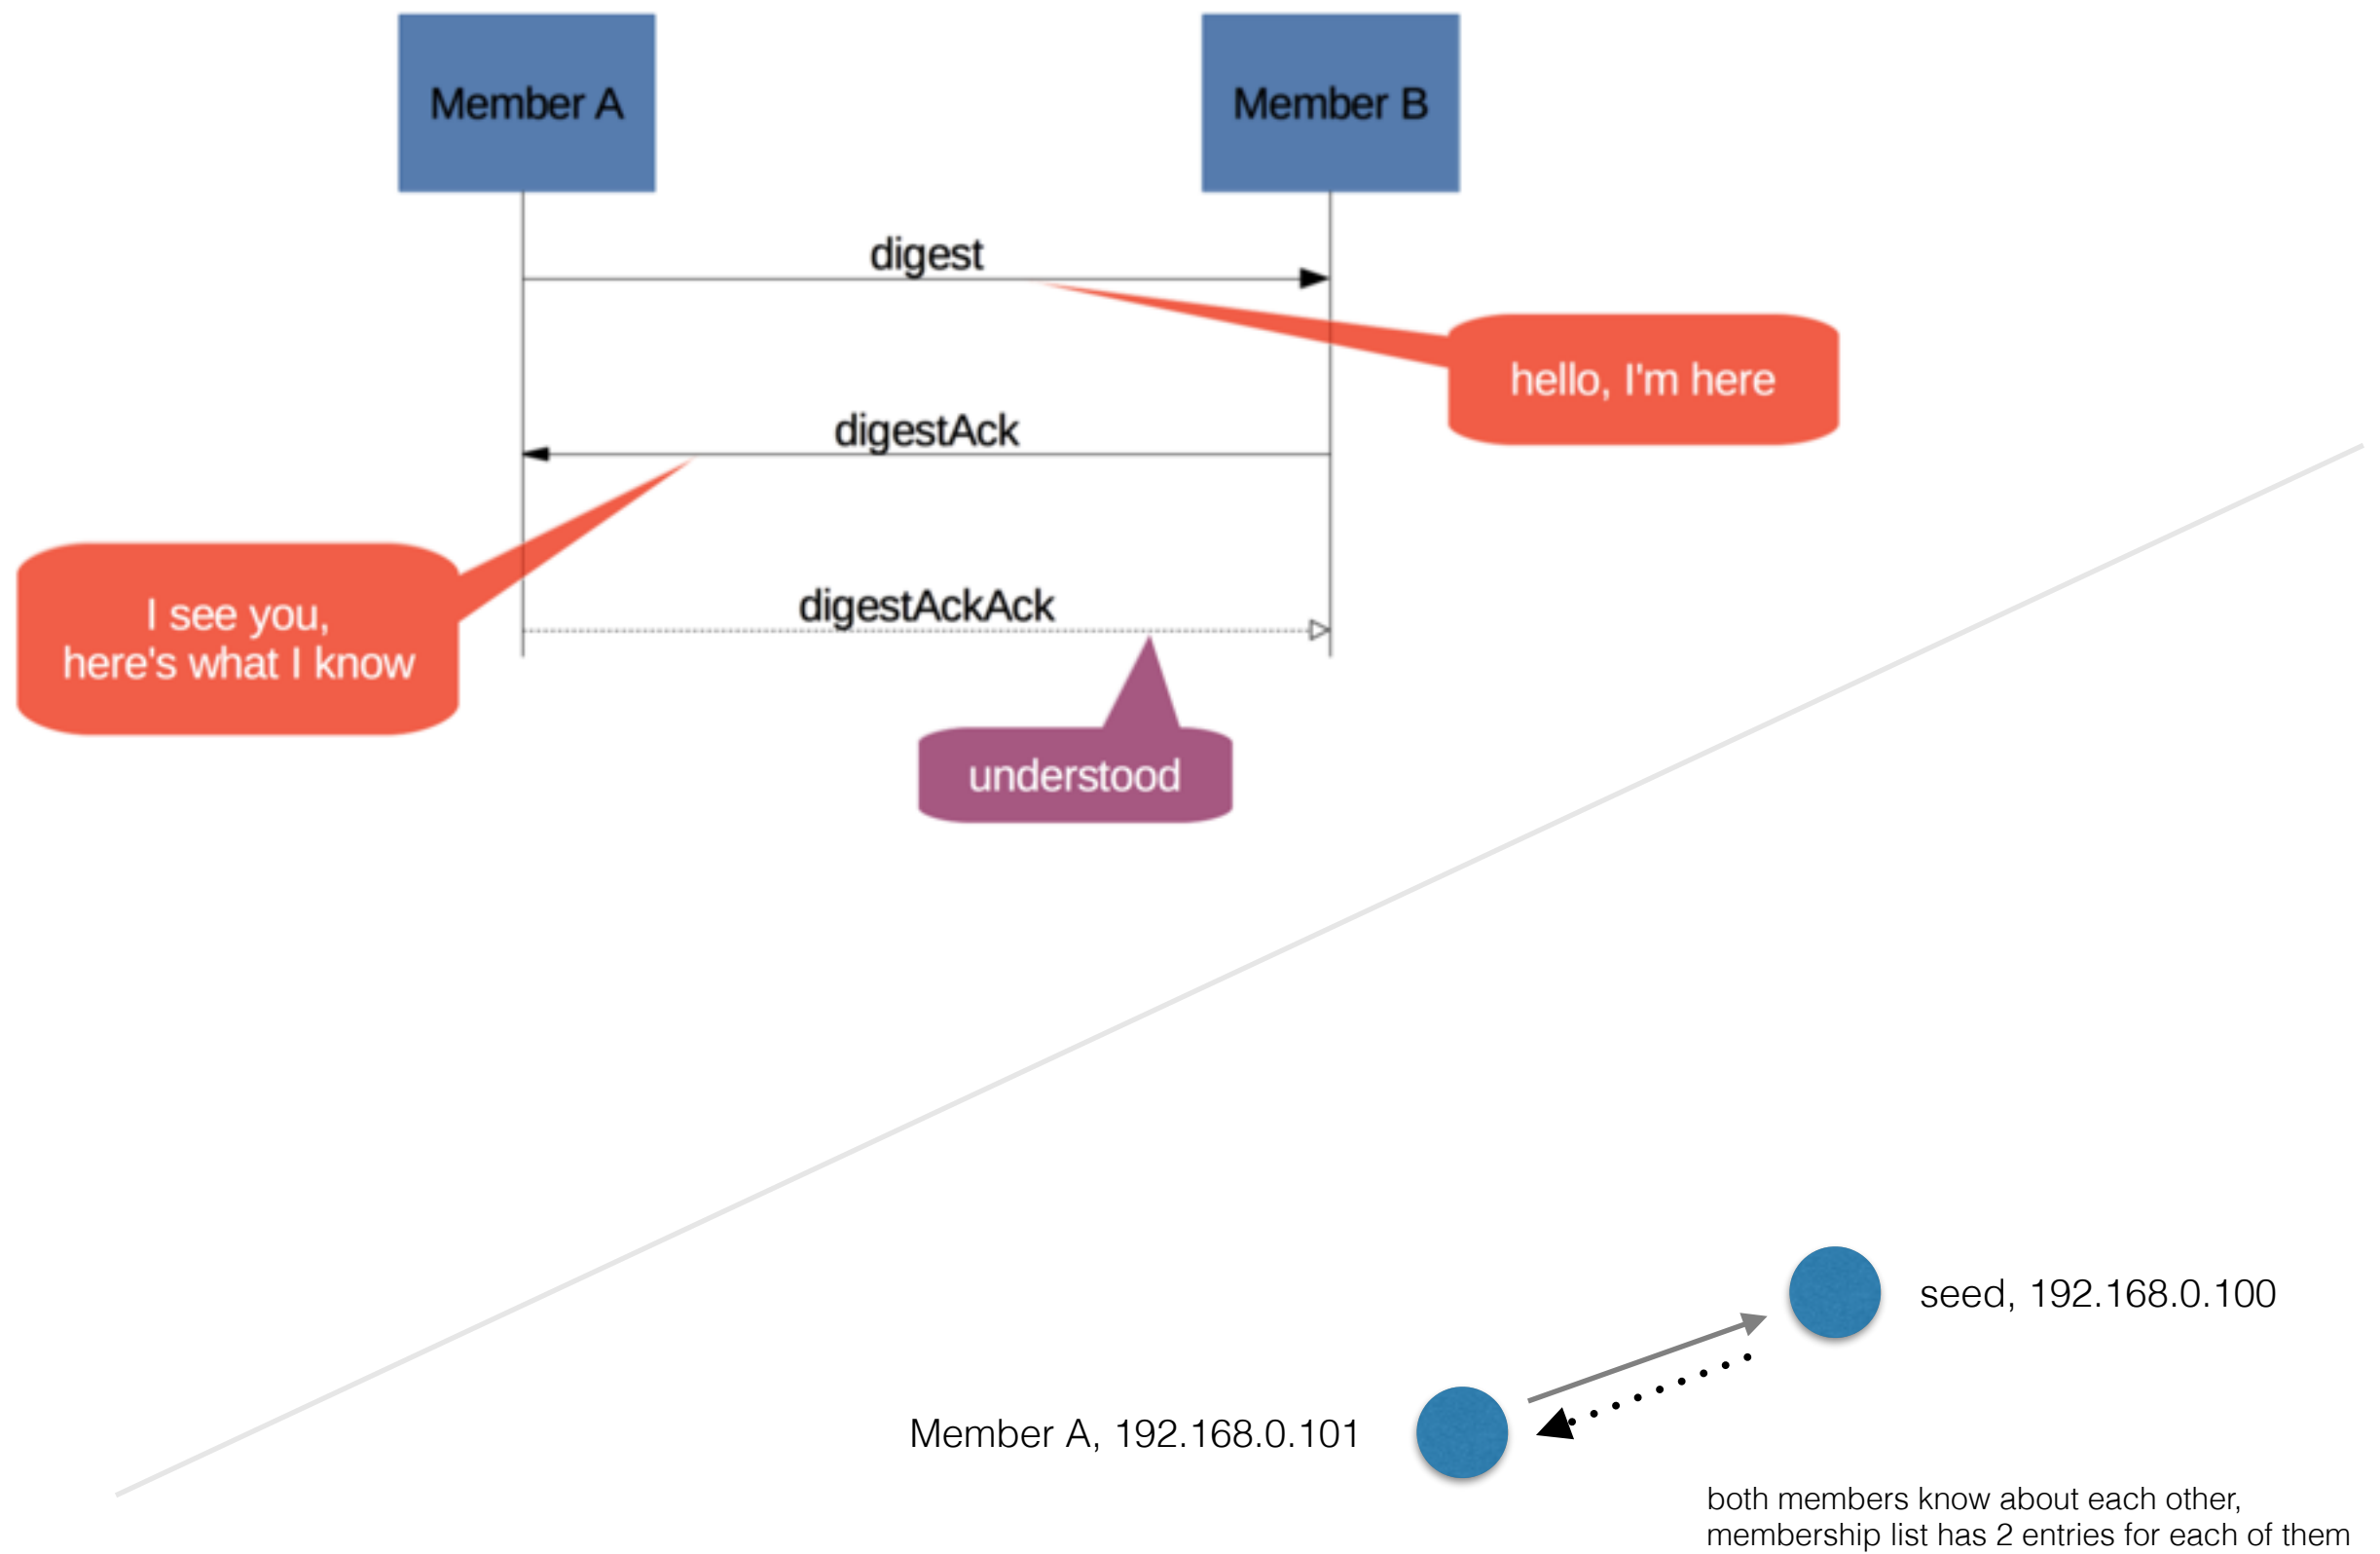 Member A
Member B
digest
hello, I'm here
digestAck
I see you,
here's what I know
digestAckAck
understood
seed, 192.168.0.100
Member A, 192.168.0.101
both members know about each other,
membership list has 2 entries for each of them